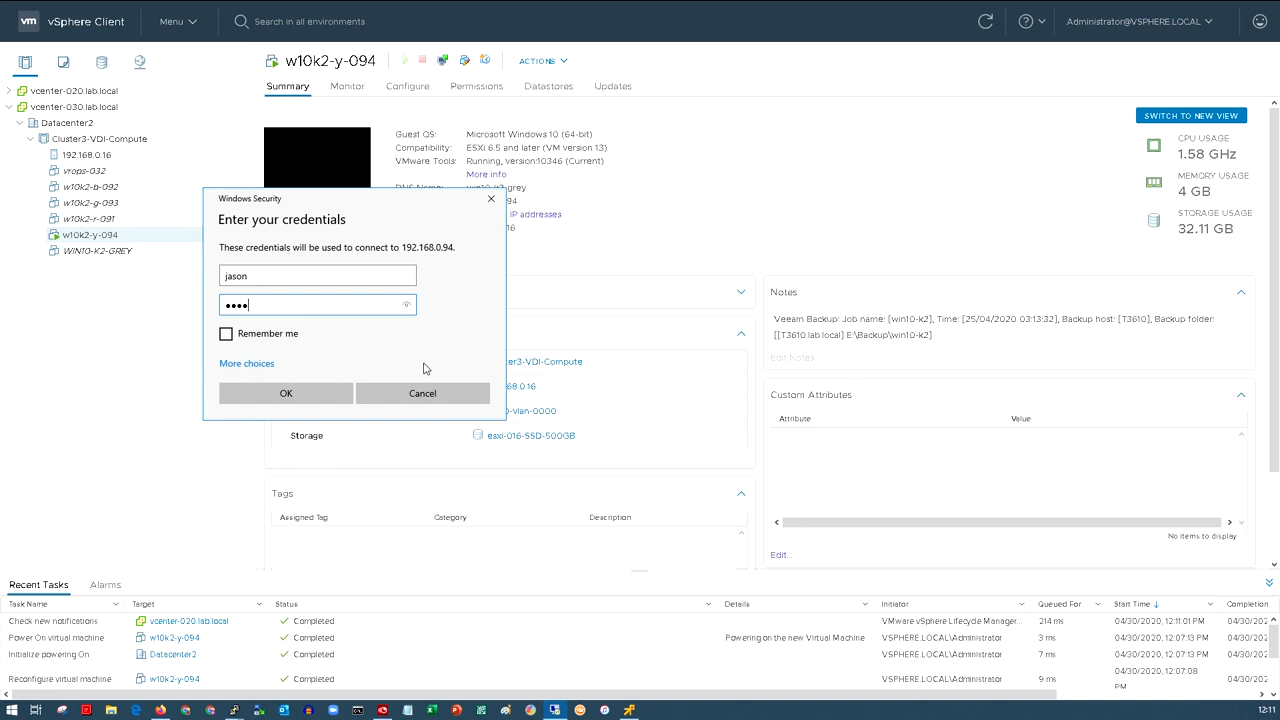 vm vSphere Client Menu Search in all environments Administrator@VSPHERE.LOCAL
w10k2-y-094 ACTIONS
Summary Monitor Configure Permissions Datastores Updates
vcenter-020.lab.local
vcenter-030.lab.local
Datacenter2
Cluster3-VDI-Compute
192.168.0.16
vrops-032
w10k2-b-092
w10k2-g-093
w10k2-r-091
w10k2-y-094
WIN10-K2-GREY
Guest OS: Microsoft Windows 10 (64-bit)
Compatibility: ESXi 6.5 and later (VM version 13)
VMware Tools: Running, version:10346 (Current)
More info
SWITCH TO NEW VIEW
CPU USAGE
1.58 GHz
MEMORY USAGE
4 GB
STORAGE USAGE
32.11 GB
Windows Security
Enter your credentials
These credentials will be used to connect to 192.168.0.94.
jason
••••
Remember me
More choices
OK Cancel
IP addresses
Storage esxi-016-SSD-500GB
Tags
Assigned Tag Category Description
Notes
Veeam Backup: Job name: [win10-k2], Time: [25/04/2020 03:13:32], Backup host: [T3610], Backup folder:
[[T3610.lab.local] E:\Backup\win10-k2]
Edit Notes
Custom Attributes
Attribute Value
No items to display
Edit...
Recent Tasks Alarms
Task Name Target Status Details Initiator Queued For Start Time Completion
Check new notifications vcenter-020.lab.local Completed VMware vSphere Lifecycle Manager... 214 ms 04/30/2020, 12:11:01 PM 04/30/202
Power On virtual machine w10k2-y-094 Completed Powering on the new Virtual Machine VSPHERE.LOCAL\Administrator 3 ms 04/30/2020, 12:07:13 PM 04/30/202
Initialize powering On Datacenter2 Completed VSPHERE.LOCAL\Administrator 7 ms 04/30/2020, 12:07:13 PM 04/30/202
Reconfigure virtual machine w10k2-y-094 Completed VSPHERE.LOCAL\Administrator 9 ms 04/30/2020, 12:07:08 PM 04/30/202
12:11